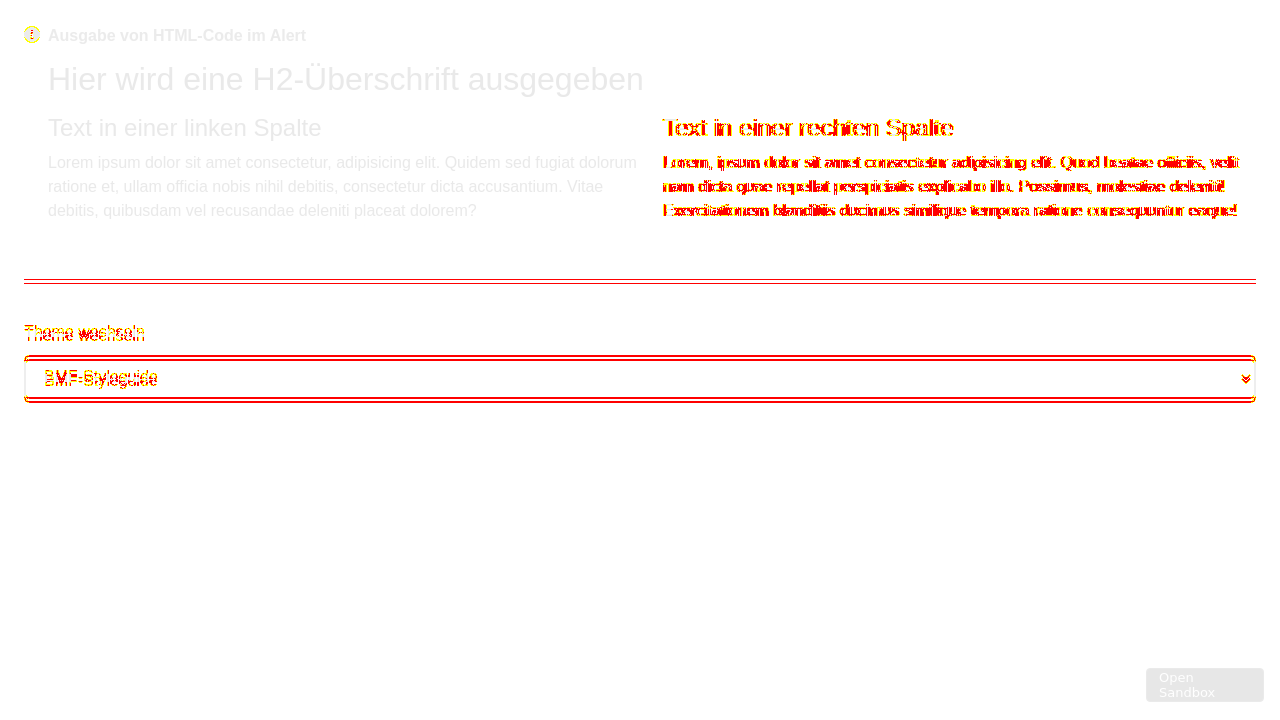 Ausgabe von HTML-Code im Alert
Hier wird eine H2-Überschrift ausgegeben
Text in einer linken Spalte
Lorem ipsum dolor sit amet consectetur, adipisicing elit. Quidem sed fugiat dolorum
ratione et, ullam officia nobis nihil debitis, consectetur dicta accusantium. Vitae
debitis, quibusdam vel recusandae deleniti placeat dolorem?
Text in einer rechten Spalte
Lorem, ipsum dolor sit amet consectetur adipisicing elit. Quod beatae officiis, velit
nam dicta quae repellat perspiciatis explicabo illo. Possimus, molestiae deleniti!
Exercitationem blanditiis ducimus similique tempora ratione consequuntur eaque!
Theme wechseln
BMF-Styleguide
Open
Sandbox